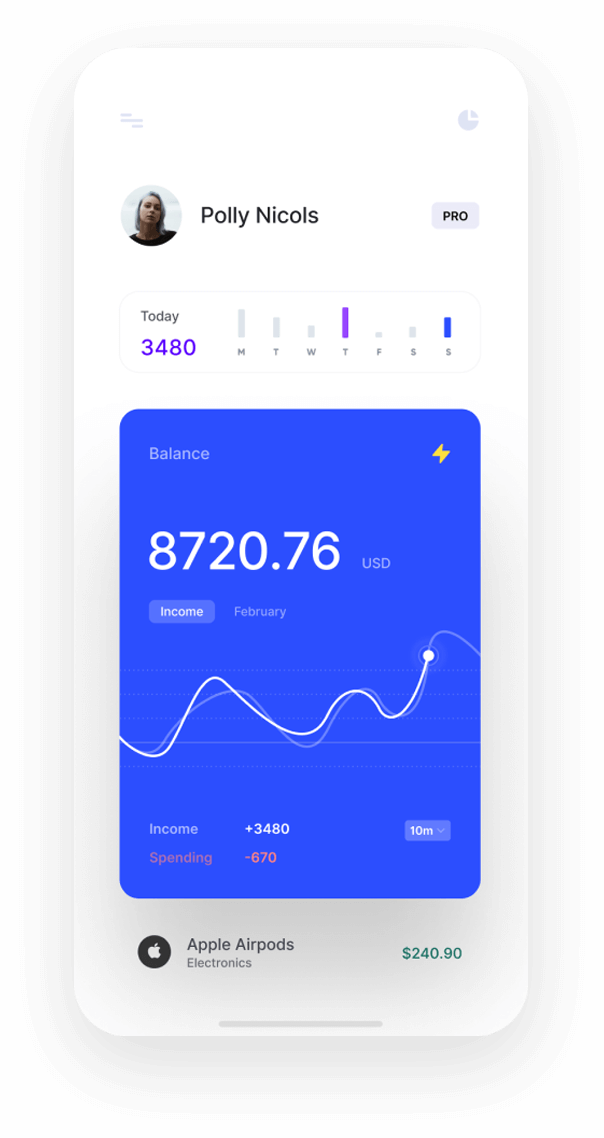 Polly Nicols
PRO
Today
3480
M T W T F S S
Balance
8720.76 USD
Income February
Income +3480 10m
Spending -670
Apple Airpods
Electronics
$240.90